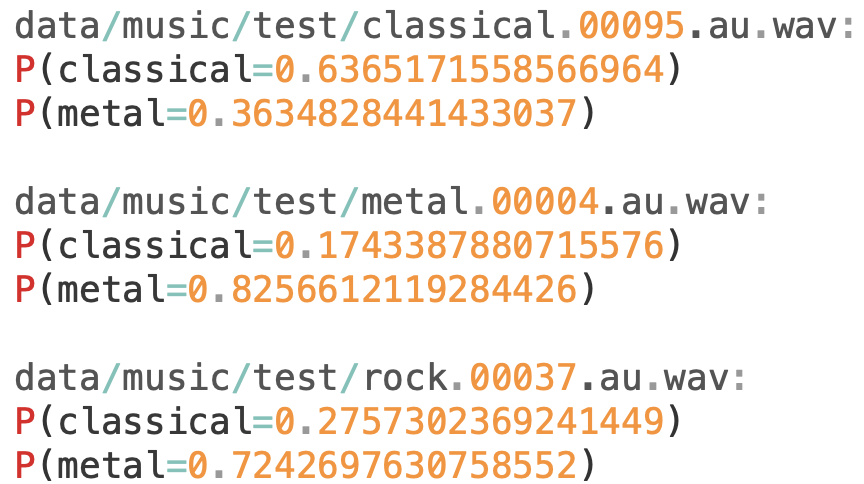 data/music/test/classical.00095.au.wav:
P(classical=0.6365171558566964)
P(metal=0.3634828441433037)
data/music/test/metal.00004.au.wav:
P(classical=0.1743387880715576)
P(metal=0.8256612119284426)
data/music/test/rock.00037.au.wav:
P(classical=0.2757302369241449)
P(metal=0.7242697630758552)